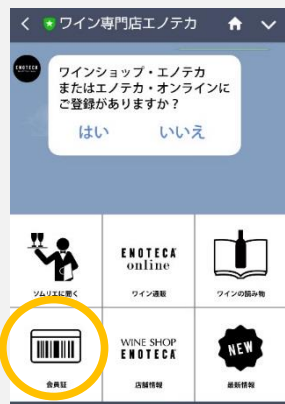 ワイン専門店エノテカ
ENOTECA
ワインショップ・エノテカ
またはエノテカ・オンラインに
ご登録がありますか？
はい いいえ
ENOTECA
online
ソムリエに聞く
ワイン通販
ワインの読み物
WINE SHOP
ENOTECA
NEW
会員証
店舗情報
最新情報